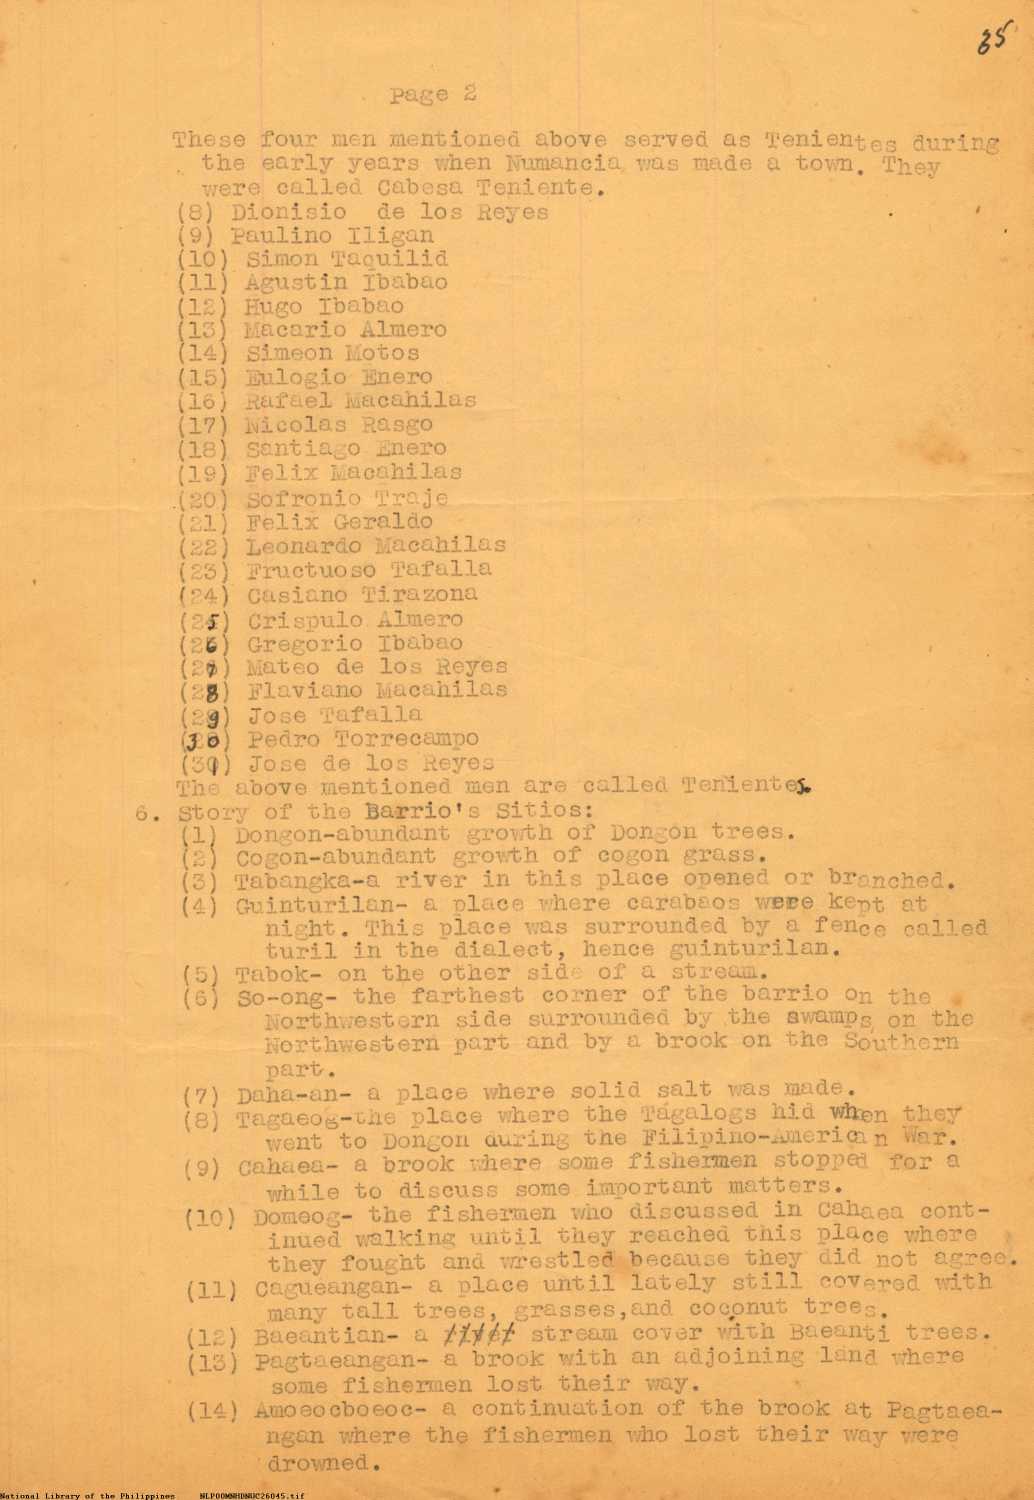 35
Page 2
These four men mentioned above served as Tenientes during
the early years when Numancia was made a town. They
were called Cabesa Teniente.
(8) Dionisio de los Reyes
(9) Paulino Iligan
(10) Simon Taquilid
(11) Agustin Ibabao
(12) Hugo Ibabao
(13) Macario Almero
(14) Simeon Motos
(15) Eulogio Enero
(16) Rafael Macahilas
(17) Nicolas Rasgo
(18) Santiago Enero
(19) Felix Macahilas
(20) Sofronio Traje
(21) Felix Geraldo
(22) Leonardo Macahilas
(23) Fructuoso Tafalla
(24) Casiano Tirazona
(25) Crispulo Almero
(26) Gregorio Ibabao
(27) Mateo de los Reyes
(28) Flaviano Macahilas
(29) Jose Tafalla
(30) Pedro Torrecampo
(31) Jose de los Reyes
The above mentioned men are called Tenientes.
6. Story of the Barrio's Sitios:
(1) Dongon-abundant growth of Dongon trees.
(2) Cogon-abundant growth of cogon grass.
(3) Tabangka-a river in this place opened or branched.
(4) Guinturilan- a place where carabaos were kept at
night. This place was surrounded by a fence called
turil in the dialect, hence guinturilan.
(5) Tabok- on the other side of a stream.
(6) So-ong- the farthest corner of the barrio on the
Northwestern side surrounded by the swamps on the
Northwestern part and by a brook on the Southern
part.
(7) Daha-an- a place where solid salt was made.
(8) Tagaeog-the place where the Tagalogs hid when they
went to Dongon during the Filipino-American War.
(9) Cahaea- a brook where some fishermen stopped for a
while to discuss some important matters.
(10) Domeog- the fishermen who discussed in Cahaea cont-
inued walking until they reached this place where
they fought and wrestled because they did not agree.
(11) Cagueangan- a place until lately still covered with
many tall trees, grasses,and coconut trees.
(12) Baeantian- a stream cover with Baeanti trees.
(13) Pagtaeangan- a brook with an adjoining land where
some fishermen lost their way.
(14) Amoeocboeoc- a continuation of the brook at Pagtaea-
ngan where the fishermen who lost their way were
drowned.
National Library of the Philippines NLPOOMNHDNUC26045.tif